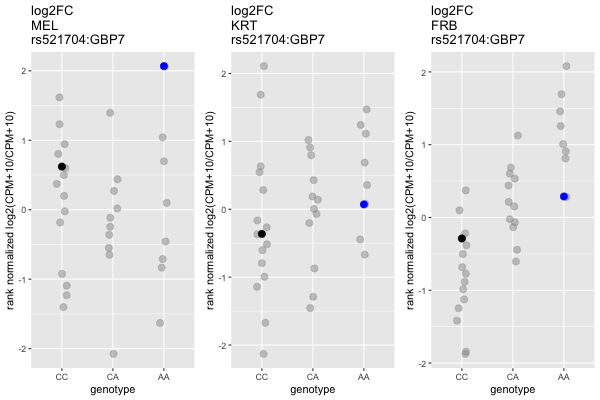 log2FC
MEL
rs521704:GBP7
rank normalized log2(CPM+10/CPM+10)
2
1
0
-1
-2
CC
CA
AA
genotype
log2FC
KRT
rs521704:GBP7
rank normalized log2(CPM+10/CPM+10)
2
1
0
-1
-2
CC
CA
AA
genotype
log2FC
FRB
rs521704:GBP7
rank normalized log2(CPM+10/CPM+10)
2
1
0
-1
-2
CC
CA
AA
genotype